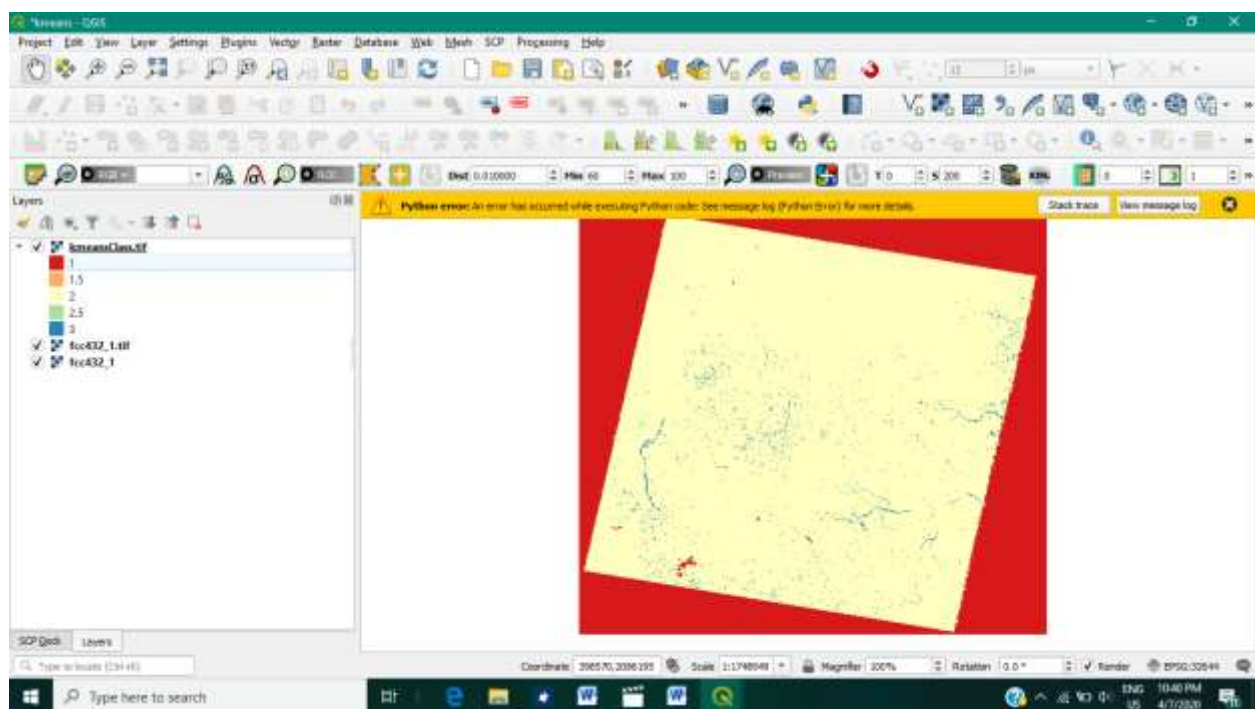 *kmeans - QGIS
Project Edit View Layer Settings Plugins Vector Raster Database Web Mesh SCP Processing Help
Dist 0.010000 Min 60 Max 100 T 0 S 200
Layers
Python error: An error has occurred while executing Python code: See message log (Python Error) for more details.
Stack trace View message log
kmeansClass.tif
1
1.5
2
2.5
3
fcc432_1.tif
fcc432_1
SCP Dock Layers
Coordinate Scale Magnifier 200% Rotation 0.0° Render
Type here to search
ENG 10:40 PM
US 4/7/2020